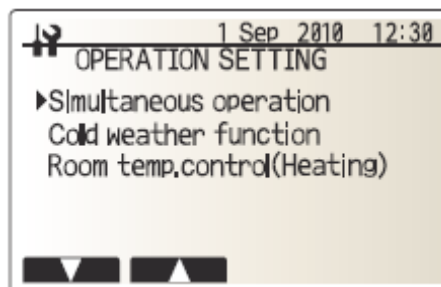 1 Sep 2010 12:30
OPERATION SETTING
Simultaneous operation
Cold weather function
Room temp.control(Heating)